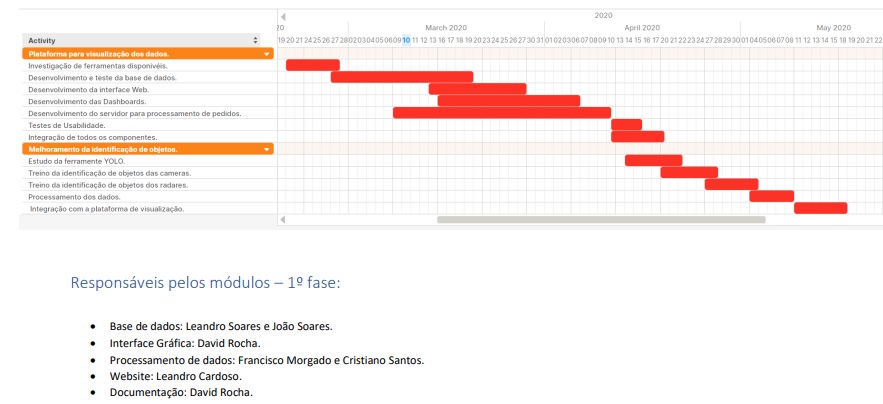 2020
20 March 2020 April 2020 May 2020
Activity 19 20 21 24 25 26 27 28 02 03 04 05 06 09 10 11 12 13 16 17 18 19 20 23 24 25 26 27 30 31 01 02 03 06 07 08 09 10 13 14 15 16 17 20 21 22 23 24 27 28 29 30 01 04 05 06 07 08 11 12 13 14 15 18 19 20 21 22
Plataforma para visualização dos dados.
Investigação de ferramentas disponivéis.
Desenvolvimento e teste da base de dados.
Desenvolvimento da interface Web.
Desenvolvimento das Dashboards.
Desenvolvimento do servidor para processamento de pedidos.
Testes de Usabilidade.
Integração de todos os componentes.
Melhoramento da identificação de objetos.
Estudo da ferramente YOLO.
Treino da identificação de objetos das cameras.
Treino da identificação de objetos dos radares.
Processamento dos dados.
Integração com a plataforma de visualização.
Responsáveis pelos módulos – 1º fase:
• Base de dados: Leandro Soares e João Soares.
• Interface Gráfica: David Rocha.
• Processamento de dados: Francisco Morgado e Cristiano Santos.
• Website: Leandro Cardoso.
• Documentação: David Rocha.